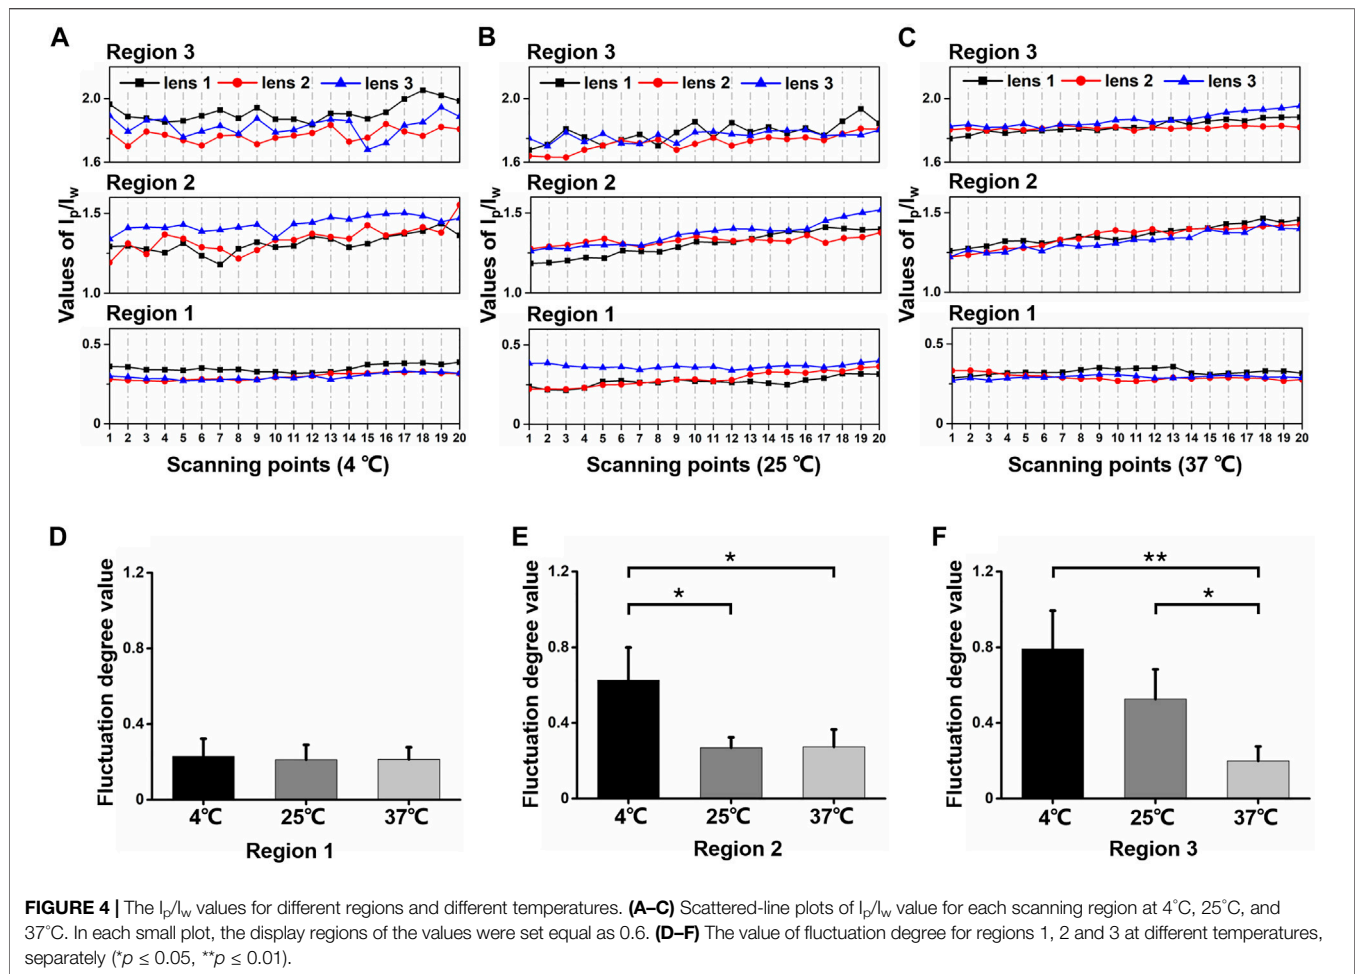 A
Region 3
lens 1 lens 2 lens 3
2.0
1.6
Region 2
1.5
1.0
Region 1
0.5
0
Values of Ip/Iw
1 2 3 4 5 6 7 8 9 10 11 12 13 14 15 16 17 18 19 20
Scanning points (4 ℃)
B
Region 3
lens 1 lens 2 lens 3
2.0
1.6
Region 2
1.5
1.0
Region 1
0.5
0
1 2 3 4 5 6 7 8 9 10 11 12 13 14 15 16 17 18 19 20
Scanning points (25 ℃)
C
Region 3
lens 1 lens 2 lens 3
2.0
1.6
Region 2
1.5
1.0
Region 1
0.5
0
1 2 3 4 5 6 7 8 9 10 11 12 13 14 15 16 17 18 19 20
Scanning points (37 ℃)
D
Fluctuation degree value
1.2
0.8
0.4
0
4℃ 25℃ 37℃
Region 1
E
Fluctuation degree value
1.2
0.8
0.4
0
*
*
4℃ 25℃ 37℃
Region 2
F
Fluctuation degree value
1.2
0.8
0.4
0
**
*
4℃ 25℃ 37℃
Region 3
FIGURE 4 | The Ip/Iw values for different regions and different temperatures. (A–C) Scattered-line plots of Ip/Iw value for each scanning region at 4°C, 25°C, and
37°C. In each small plot, the display regions of the values were set equal as 0.6. (D–F) The value of fluctuation degree for regions 1, 2 and 3 at different temperatures,
separately (*p ≤ 0.05, **p ≤ 0.01).